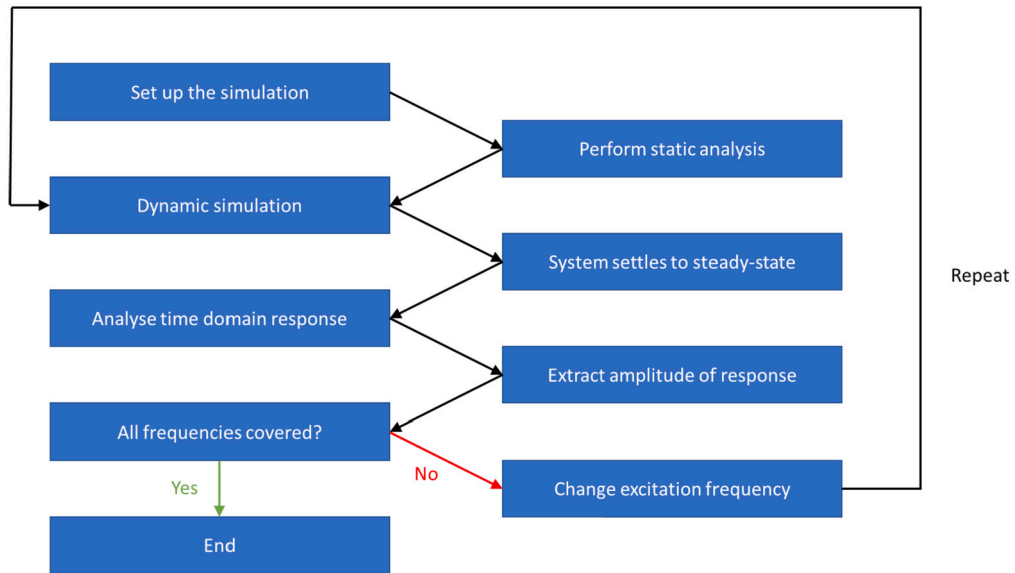 Set up the simulation
Perform static analysis
Dynamic simulation
System settles to steady-state
Repeat
Analyse time domain response
Extract amplitude of response
All frequencies covered?
No
Yes
Change excitation frequency
End